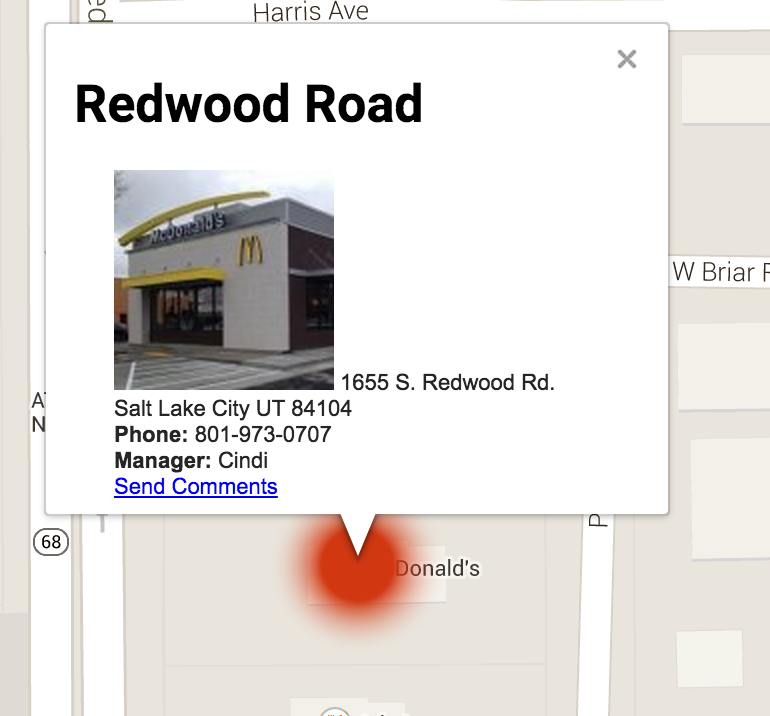 Harris Ave
Redwood Road
McDonald's
1655 S. Redwood Rd.
Salt Lake City UT 84104
Phone: 801-973-0707
Manager: Cindi
Send Comments
W Briar
68
Donald's